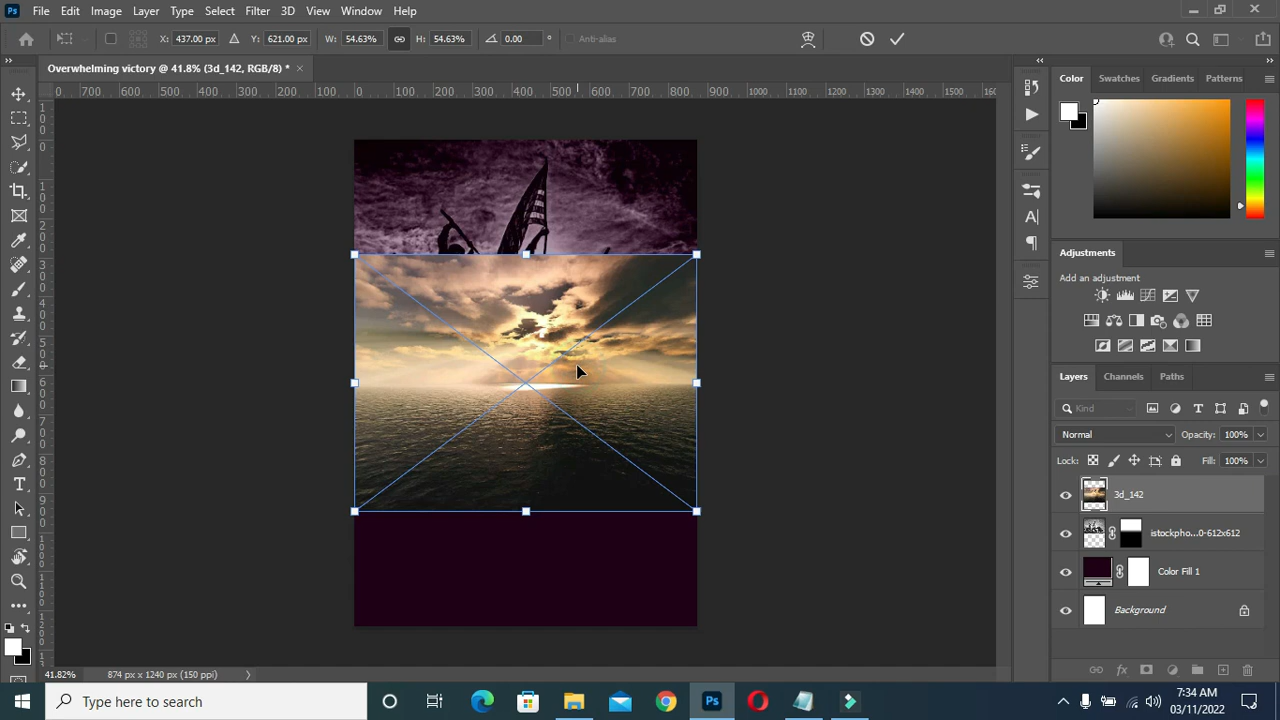 Ps File Edit Image Layer Type Select Filter 3D View Window Help
X: 437.00 px Y: 621.00 px W: 54.63% H: 54.63% 0.00 ° Anti-alias
Overwhelming victory @ 41.8% (3d_142, RGB/8) * ×
0 700 600 500 400 300 200 100 0 100 200 300 400 500 600 700 800 900 1000 1100 1200 1300 1400 1500
Color Swatches Gradients Patterns
Adjustments
Add an adjustment
Layers Channels Paths
Kind
Normal Opacity: 100%
Lock: Fill: 100%
3d_142
istockpho...0-612x612
Color Fill 1
Background
41.82% 874 px x 1240 px (150 ppi)
Type here to search
Ps
7:34 AM
03/11/2022